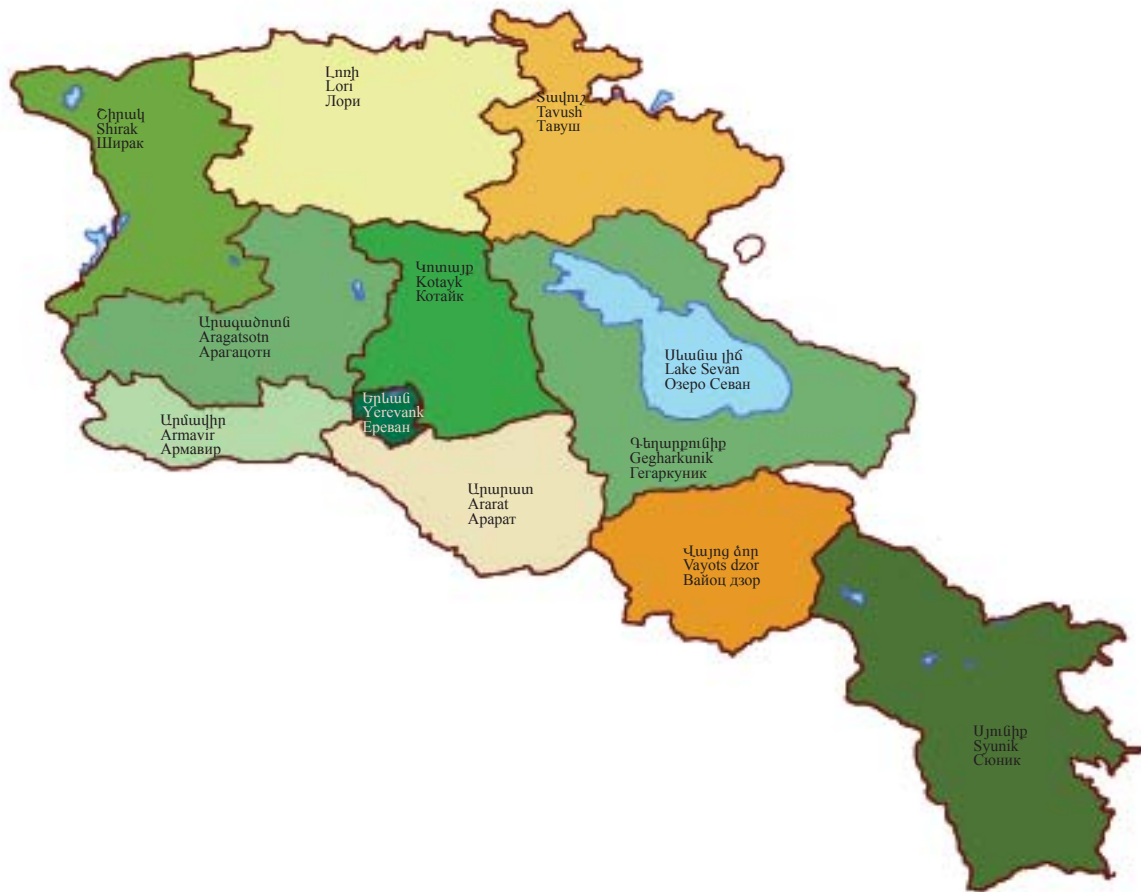 Լոռի
Lori
Лори
Տավուշ
Tavush
Тавуш
Շիրակ
Shirak
Ширак
Կոտայք
Kotayk
Котайк
Արագածոտն
Aragatsotn
Арагацотн
Սևանա լիճ
Lake Sevan
Озеро Севан
Երևան
Yerevank
Ереван
Արմավիր
Armavir
Армавир
Գեղարքունիք
Gegharkunik
Гегаркуник
Արարատ
Ararat
Арарат
Վայոց ձոր
Vayots dzor
Вайоц дзор
Սյունիք
Syunik
Сюник